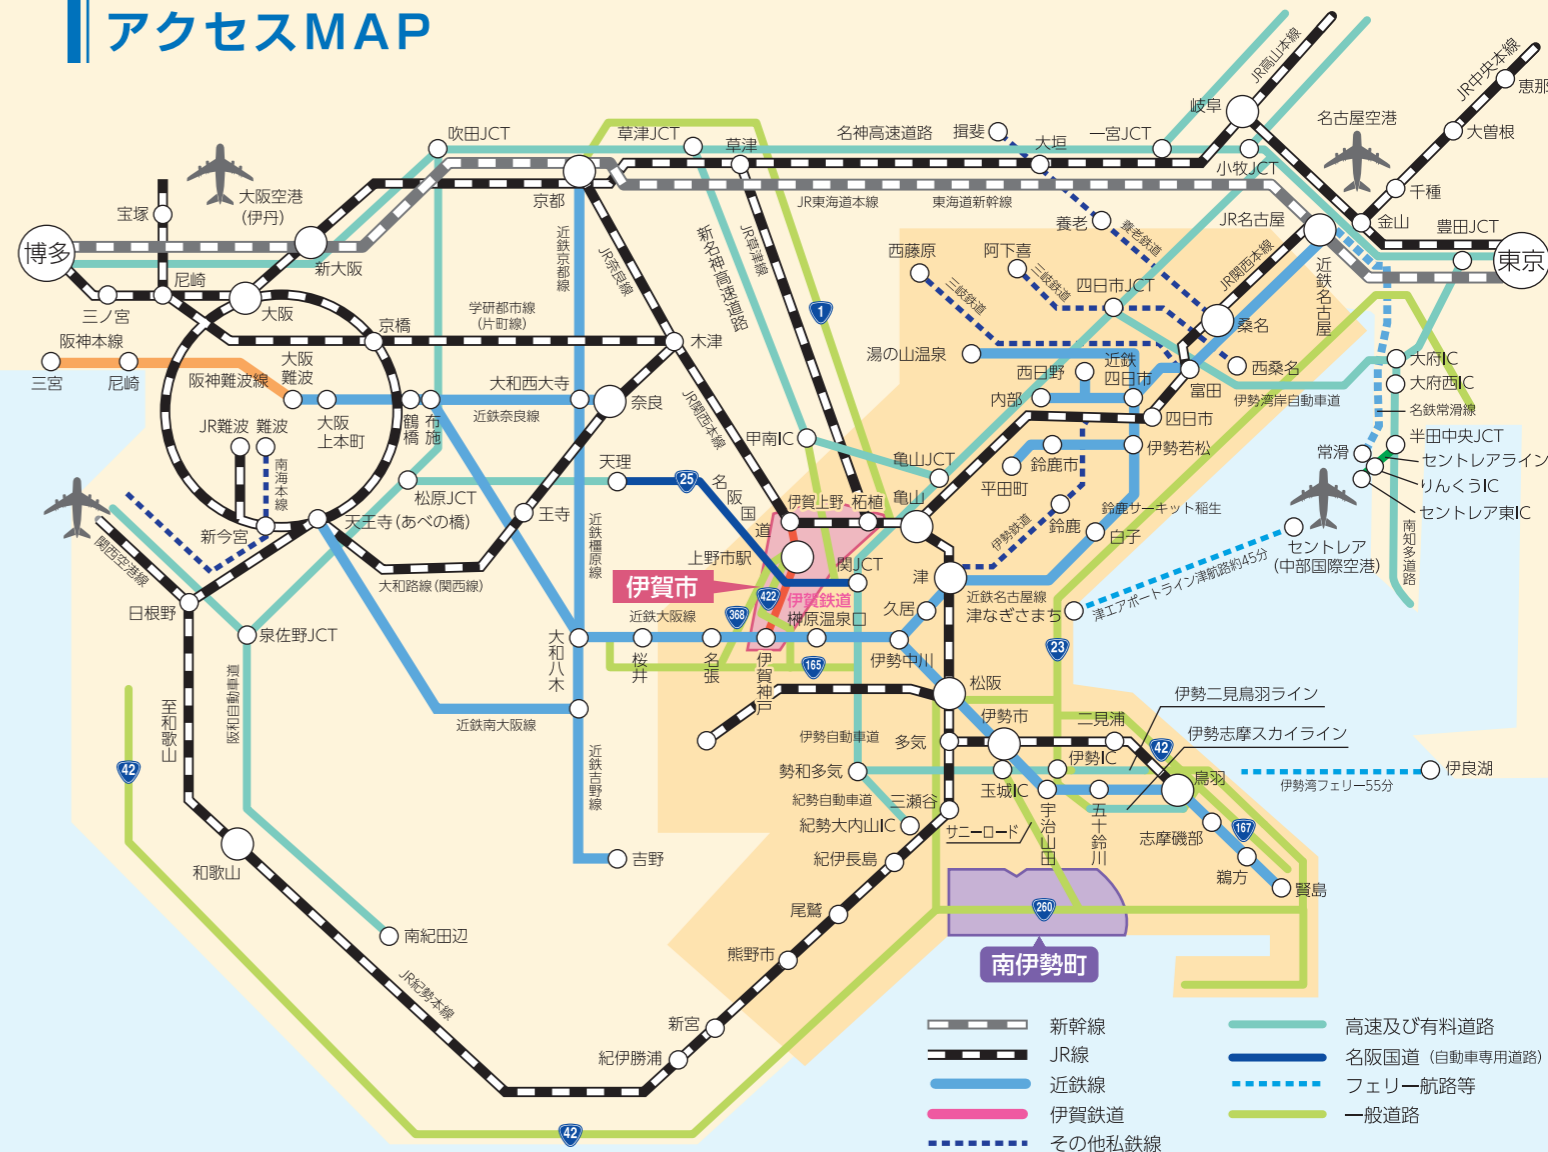 アクセスMAP
JR高山本線
JR中央本線
恵那
岐阜
名古屋空港
大曽根
吹田JCT
草津JCT
草津
名神高速道路
揖斐
大垣
一宮JCT
小牧JCT
千種
大阪空港
(伊丹)
宝塚
京都
JR東海道本線
東海道新幹線
養老
養老鉄道
JR名古屋
金山
豊田JCT
博多
新大阪
近鉄京都線
JR奈良線
新名神高速道路
JR草津線
西藤原
阿下喜
三岐鉄道
三岐鉄道
四日市JCT
JR関西本線
近鉄名古屋
東京
尼崎
三ノ宮
大阪
京橋
学研都市線
(片町線)
木津
1
桑名
阪神本線
三宮
尼崎
阪神難波線
大阪
難波
大阪
上本町
鶴橋
布施
大和西大寺
近鉄奈良線
奈良
JR関西本線
湯の山温泉
西日野
近鉄
四日市
内部
富田
西桑名
伊勢湾岸自動車道
四日市
大府IC
大府西IC
名鉄常滑線
JR難波
難波
南海本線
甲南IC
亀山JCT
亀山
鈴鹿市
平田町
伊勢若松
常滑
半田中央JCT
セントレアライン
りんくうIC
セントレア東IC
南知多道路
松原JCT
天理
25
名阪国道
伊賀上野
柘植
新今宮
天王寺(あべの橋)
王寺
近鉄橿原線
大和路線(関西線)
関西空港線
上野市駅
関JCT
伊賀市
422
伊賀鉄道
368
津
伊勢鉄道
鈴鹿
鈴鹿サーキット稲生
白子
セントレア
(中部国際空港)
津エアポートライン津航路約45分
近鉄名古屋線
津なぎさまち
久居
日根野
泉佐野JCT
近鉄大阪線
榊原温泉口
大和八木
桜井
名張
伊賀神戸
165
伊勢中川
23
至和歌山
阪和自動車道
近鉄南大阪線
近鉄吉野線
松阪
伊勢市
二見浦
伊勢二見鳥羽ライン
伊勢志摩スカイライン
伊勢自動車道
多気
伊勢IC
42
鳥羽
42
勢和多気
玉城IC
伊勢湾フェリー55分
伊良湖
紀勢自動車道
三瀬谷
紀勢大内山IC
サニーロード
宇治山田
五十鈴川
志摩磯部
167
鵜方
賢島
和歌山
吉野
紀伊長島
尾鷲
260
南伊勢町
南紀田辺
JR紀勢本線
熊野市
新宮
紀伊勝浦
42
新幹線
JR線
近鉄線
伊賀鉄道
その他私鉄線
高速及び有料道路
名阪国道(自動車専用道路)
フェリー航路等
一般道路